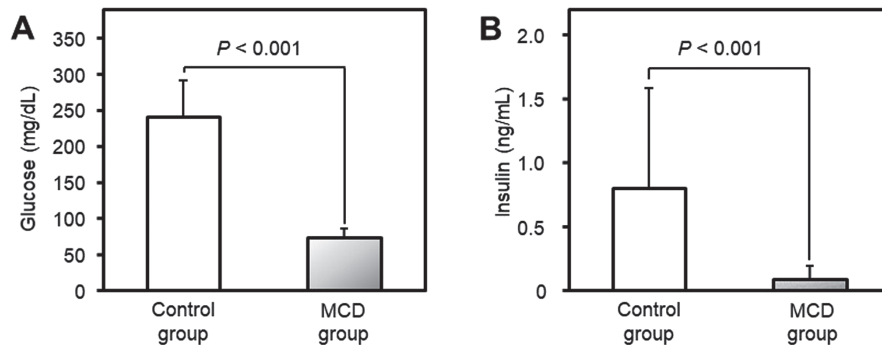 A
Glucose (mg/dL)
350
300
250
200
150
100
50
0
P < 0.001
Control
group
MCD
group
B
Insulin (ng/mL)
2.0
1.5
1.0
0.5
0
P < 0.001
Control
group
MCD
group